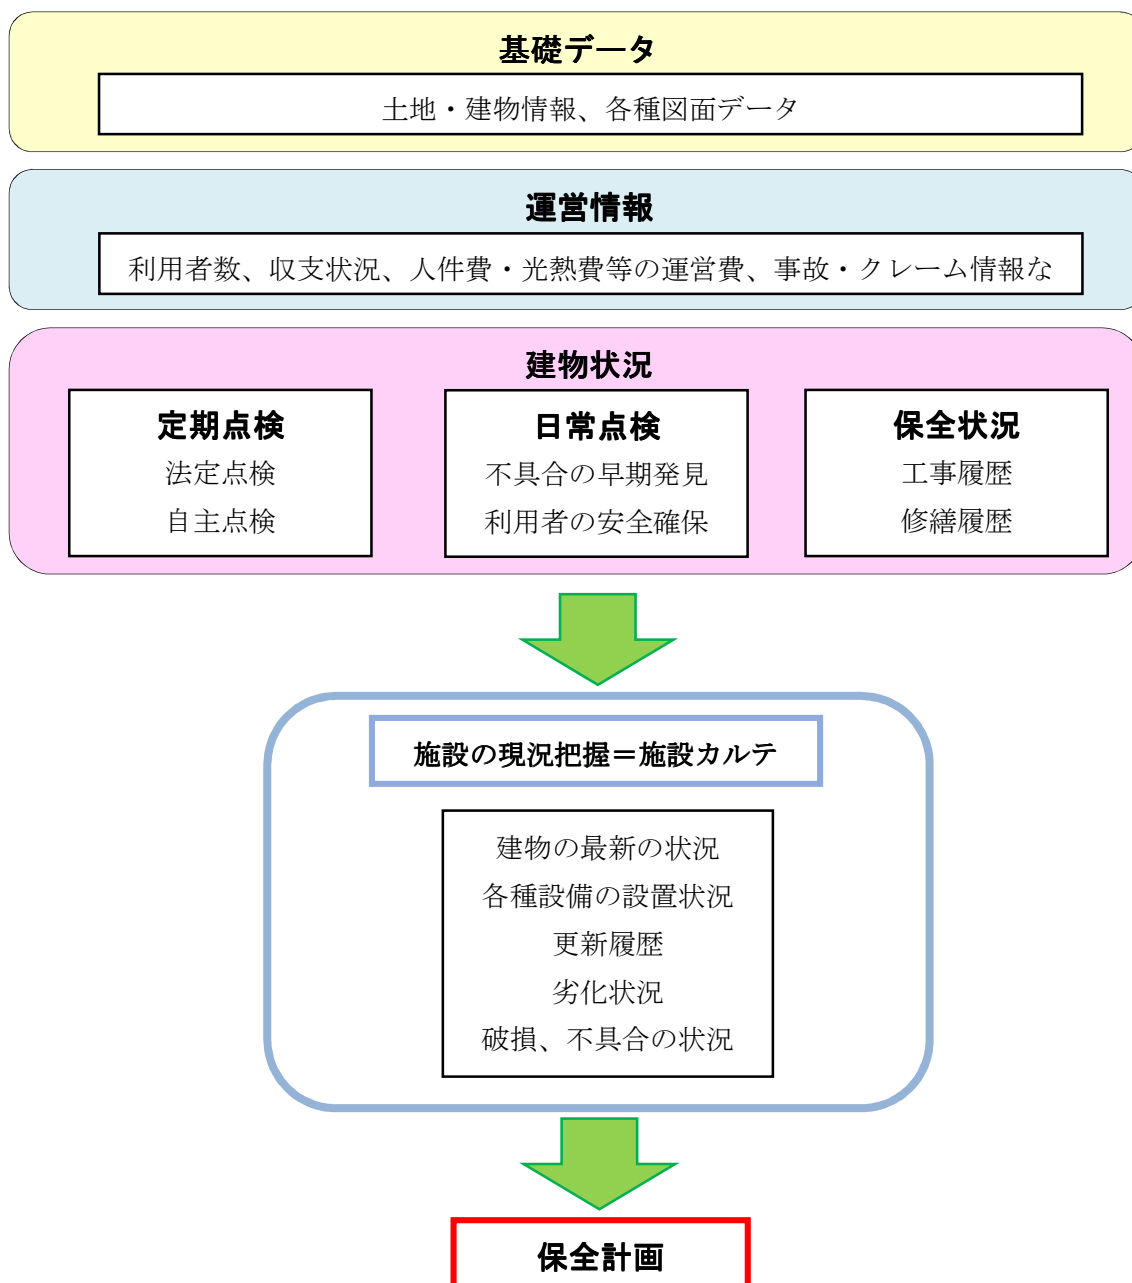 基礎データ
土地・建物情報、各種図面データ
運営情報
利用者数、収支状況、人件費・光熱費等の運営費、事故・クレーム情報な
建物状況
定期点検
法定点検
自主点検
日常点検
不具合の早期発見
利用者の安全確保
保全状況
工事履歴
修繕履歴
施設の現況把握＝施設カルテ
建物の最新の状況
各種設備の設置状況
更新履歴
劣化状況
破損、不具合の状況
保全計画